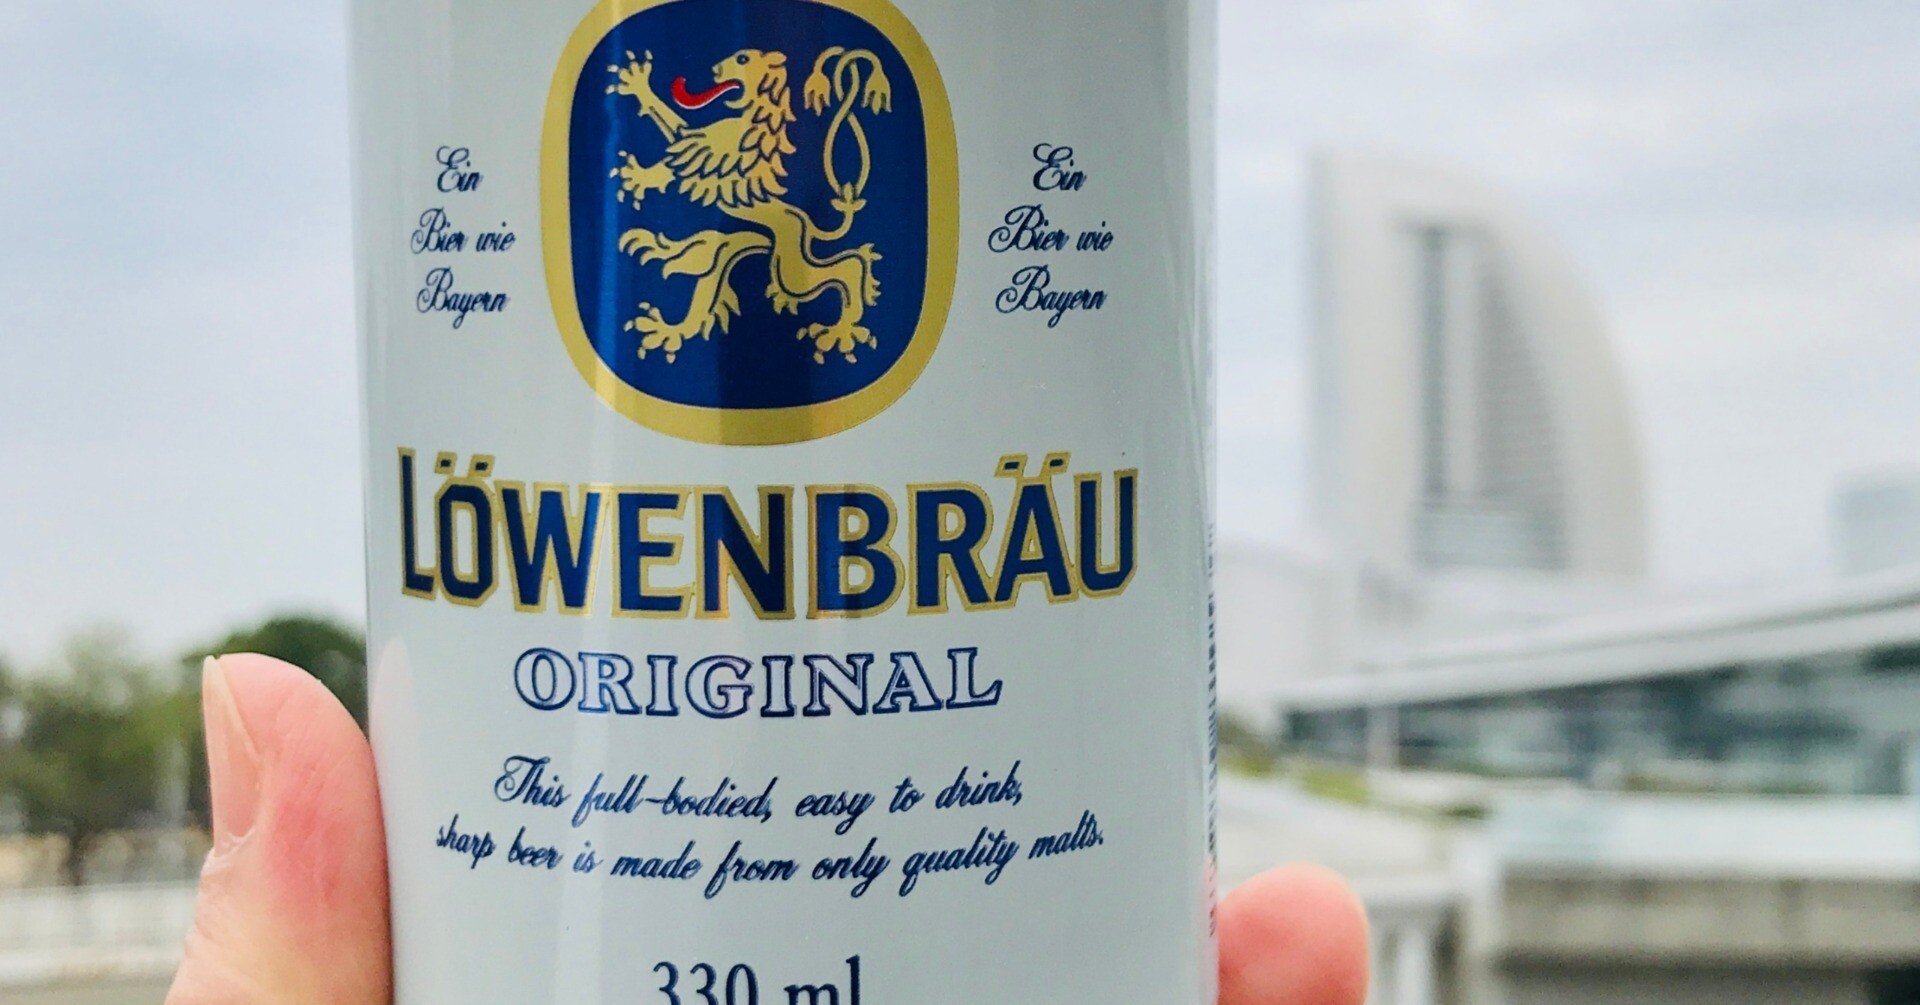 Ein
Bier wie
Bayern
Ein
Bier wie
Bayern
LÖWENBRÄU
ORIGINAL
This full-bodied, easy to drink,
sharp beer is made from only quality malts.
330 ml